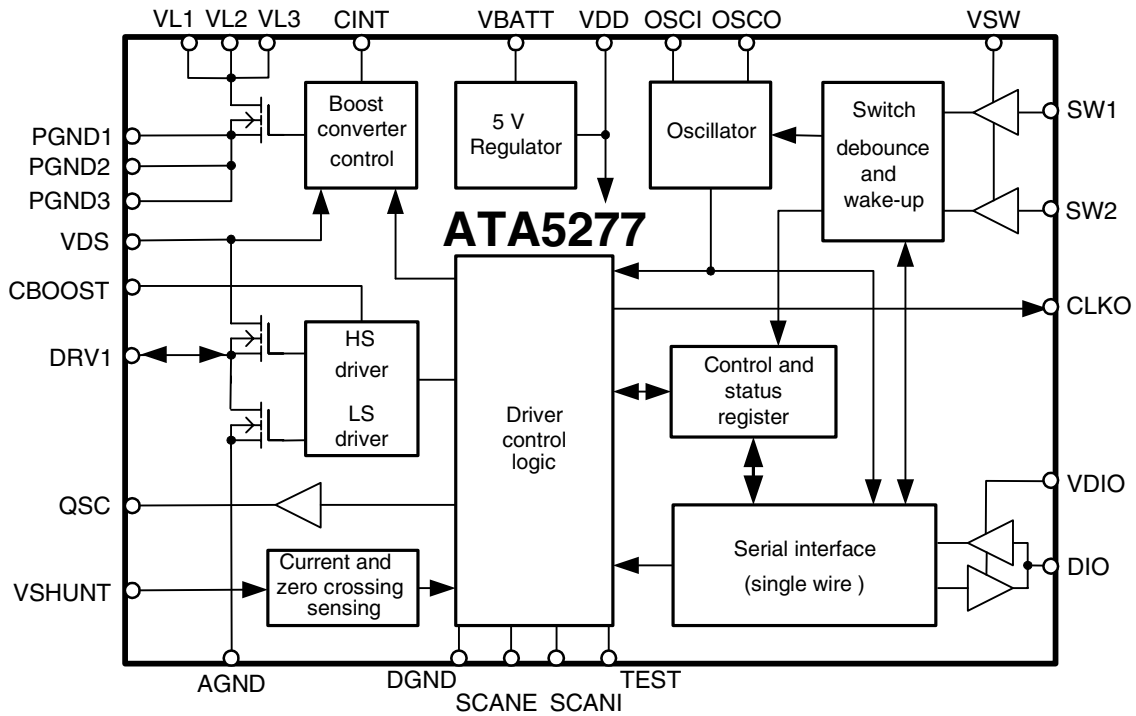 VL1 VL2 VL3 CINT VBATT VDD OSCI OSCO VSW
PGND1
PGND2
PGND3
VDS
CBOOST
DRV1
QSC
VSHUNT
Boost
converter
control
5 V
Regulator
Oscillator
Switch
debounce
and
wake-up
SW1
SW2
CLKO
VDIO
DIO
ATA5277
HS
driver
LS
driver
Driver
control
logic
Control and
status
register
Current and
zero crossing
sensing
Serial interface
(single wire )
AGND
DGND
SCANE SCANI
TEST